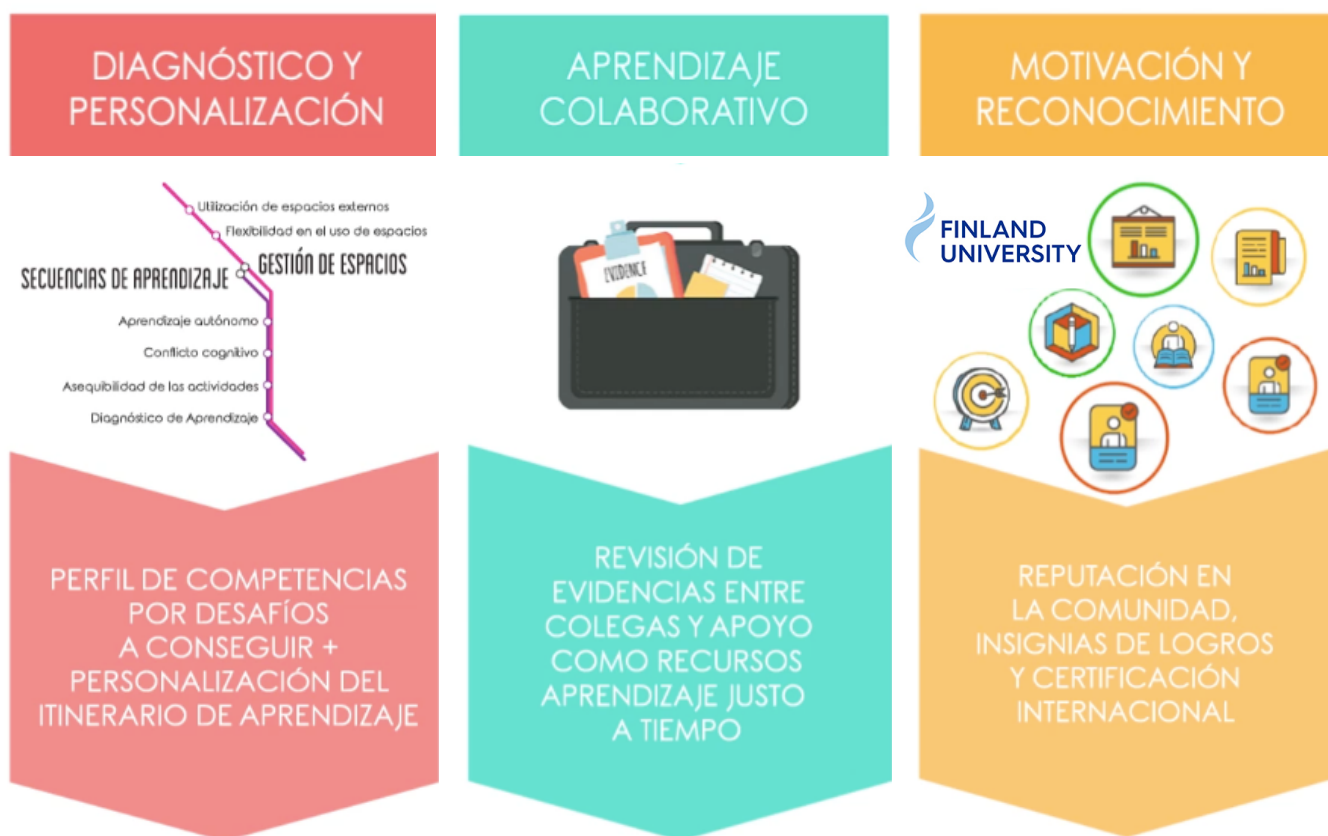 DIAGNÓSTICO Y
PERSONALIZACIÓN
Utilización de espacios externos
Flexibilidad en el uso de espacios
GESTIÓN DE ESPACIOS
SECUENCIAS DE APRENDIZAJE
Aprendizaje autónomo
Conflicto cognitivo
Asequibilidad de las actividades
Diagnóstico de Aprendizaje
PERFIL DE COMPETENCIAS
POR DESAFÍOS
A CONSEGUIR +
PERSONALIZACIÓN DEL
ITINERARIO DE APRENDIZAJE
APRENDIZAJE
COLABORATIVO
EVIDENCE
REVISIÓN DE
EVIDENCIAS ENTRE
COLEGAS Y APOYO
COMO RECURSOS
APRENDIZAJE JUSTO
A TIEMPO
MOTIVACIÓN Y
RECONOCIMIENTO
FINLAND
UNIVERSITY
REPUTACIÓN EN
LA COMUNIDAD,
INSIGNIAS DE LOGROS
Y CERTIFICACIÓN
INTERNACIONAL